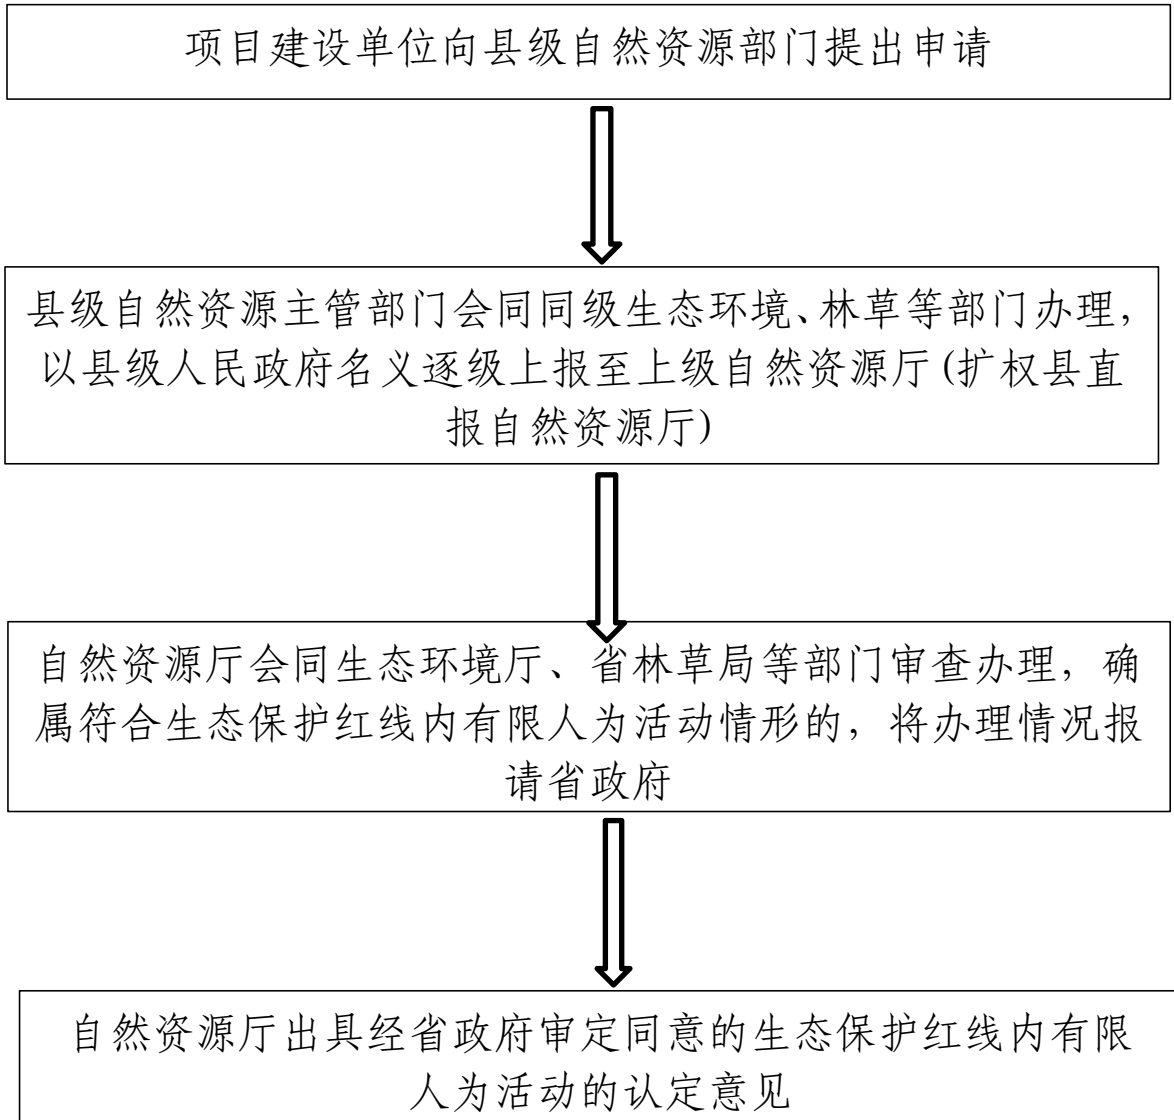 项目建设单位向县级自然资源部门提出申请
县级自然资源主管部门会同同级生态环境、林草等部门办理，
以县级人民政府名义逐级上报至上级自然资源厅(扩权县直
报自然资源厅)
自然资源厅会同生态环境厅、省林草局等部门审查办理，确
属符合生态保护红线内有限人为活动情形的，将办理情况报
请省政府
自然资源厅出具经省政府审定同意的生态保护红线内有限
人为活动的认定意见